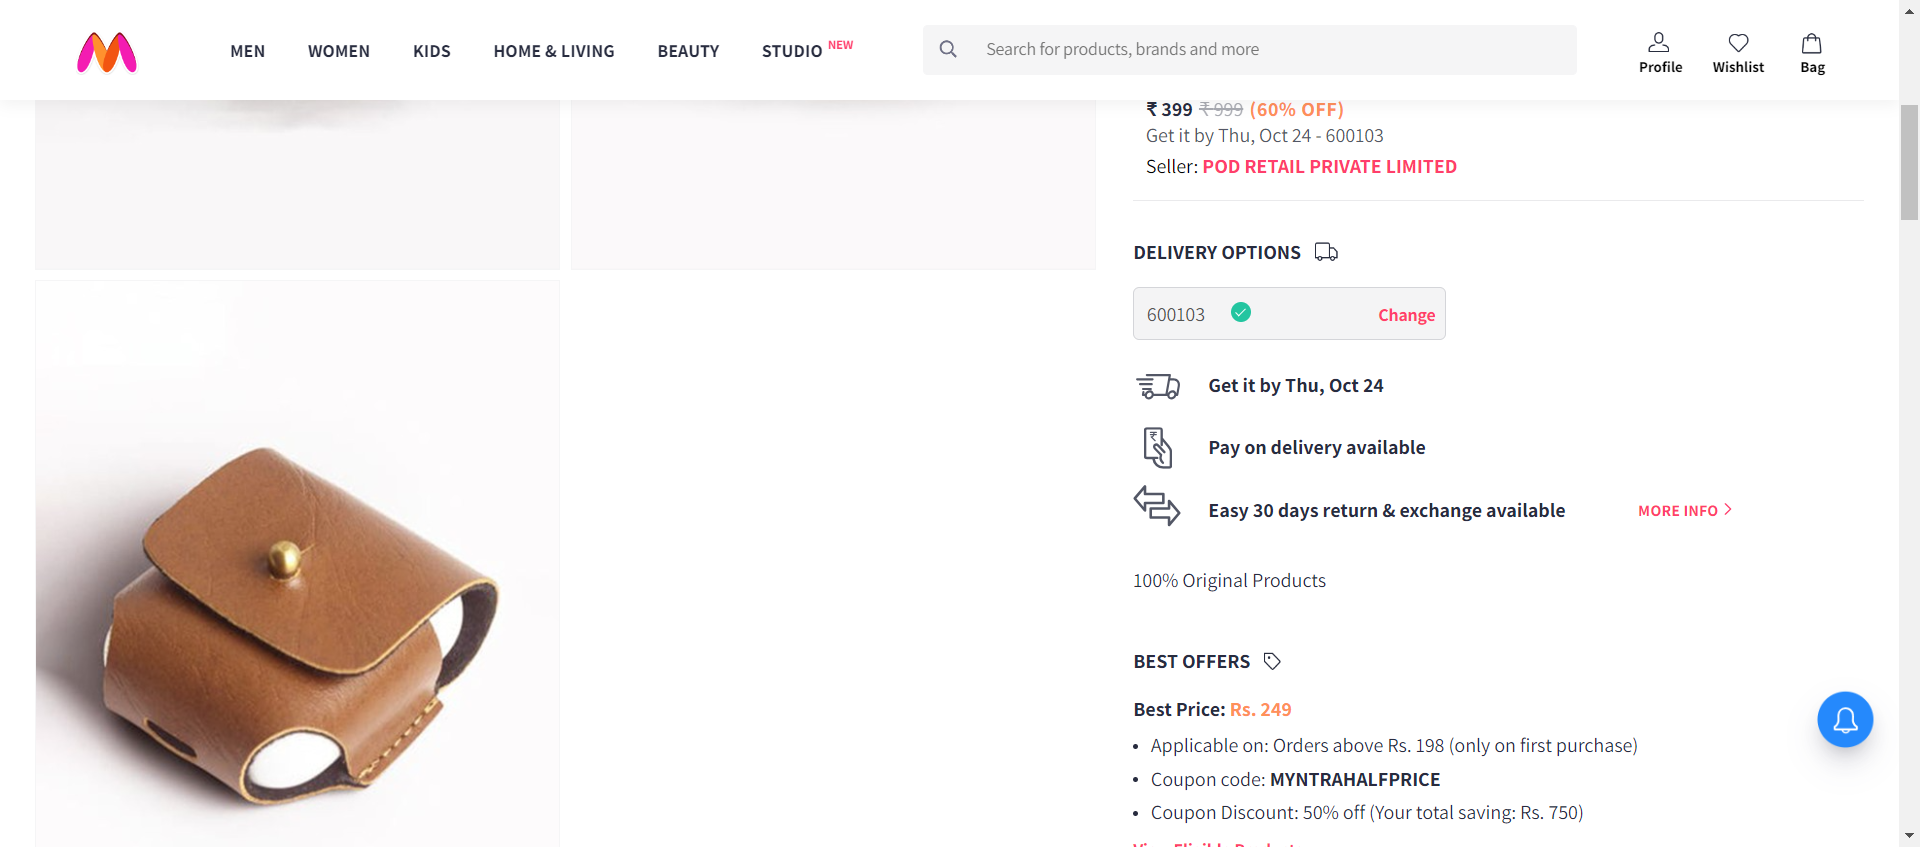 MEN WOMEN KIDS HOME & LIVING BEAUTY STUDIO NEW Search for products, brands and more Profile Wishlist Bag
₹ 399 ₹ 999 (60% OFF)
Get it by Thu, Oct 24 - 600103
Seller: POD RETAIL PRIVATE LIMITED
DELIVERY OPTIONS
600103 Change
Get it by Thu, Oct 24
Pay on delivery available
Easy 30 days return & exchange available MORE INFO
100% Original Products
BEST OFFERS
Best Price: Rs. 249
• Applicable on: Orders above Rs. 198 (only on first purchase)
• Coupon code: MYNTRAHALFPRICE
• Coupon Discount: 50% off (Your total saving: Rs. 750)